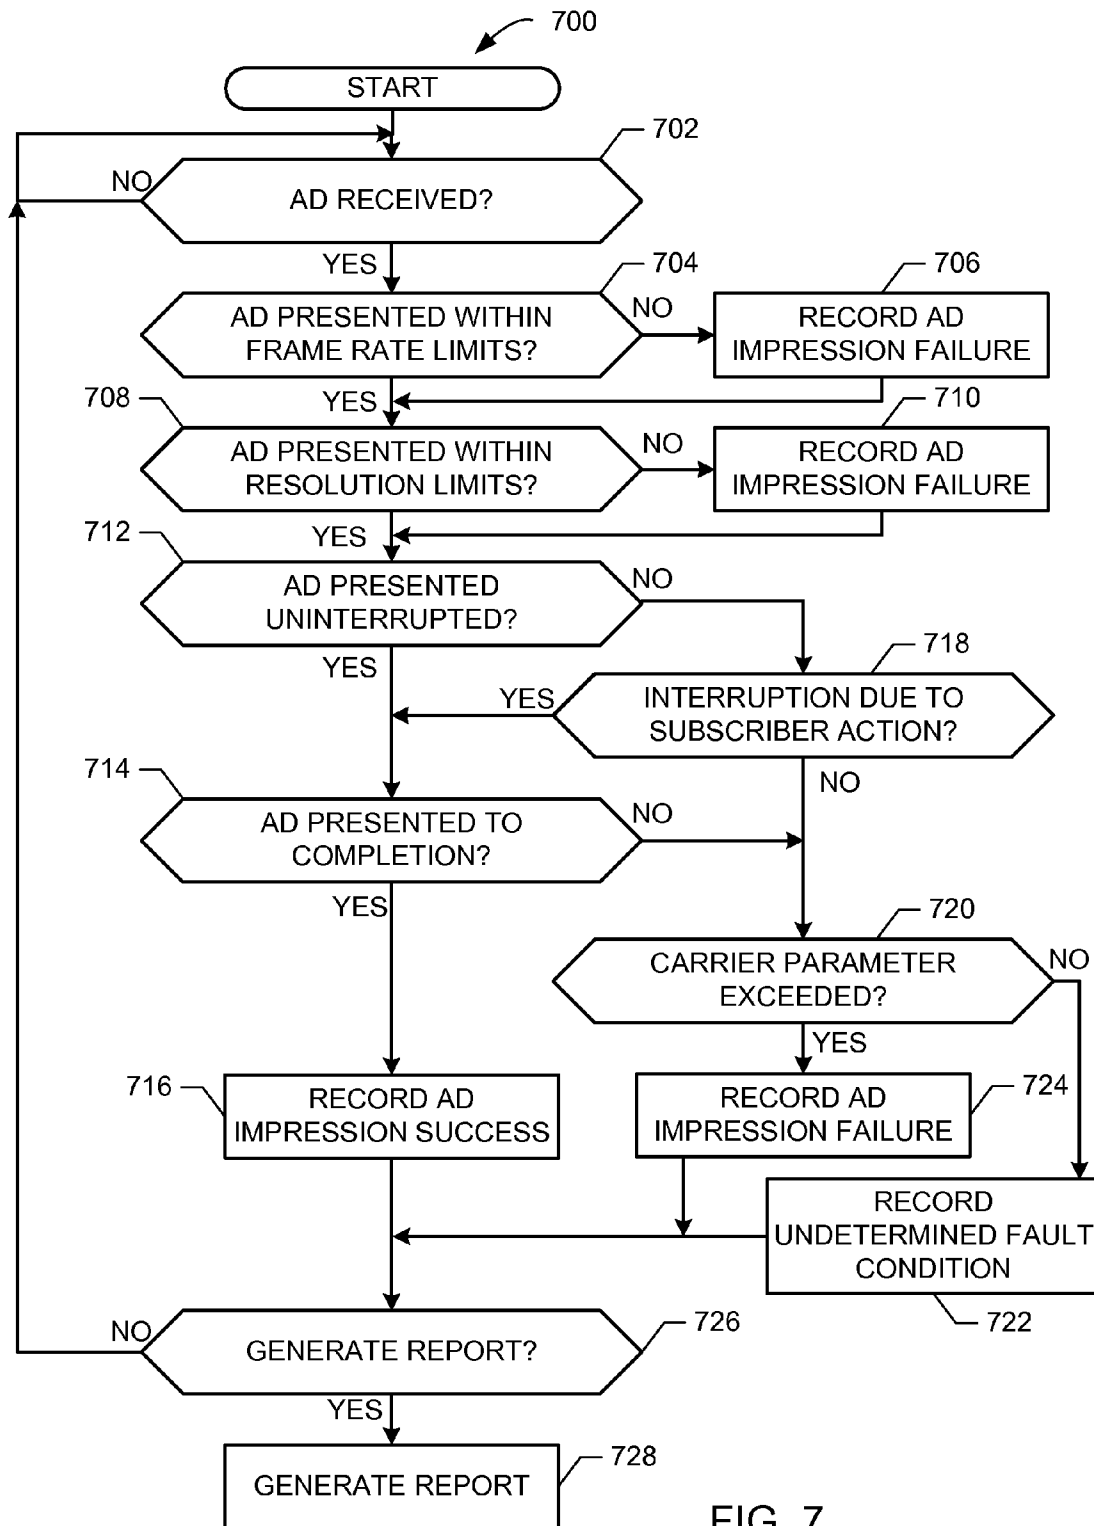 700
START
702
NO
AD RECEIVED?
YES
704
706
AD PRESENTED WITHIN
FRAME RATE LIMITS?
NO
RECORD AD
IMPRESSION FAILURE
YES
708
710
AD PRESENTED WITHIN
RESOLUTION LIMITS?
NO
RECORD AD
IMPRESSION FAILURE
YES
712
AD PRESENTED
UNINTERRUPTED?
NO
718
YES
YES
INTERRUPTION DUE TO
SUBSCRIBER ACTION?
NO
714
AD PRESENTED TO
COMPLETION?
NO
YES
720
CARRIER PARAMETER
EXCEEDED?
NO
YES
716
RECORD AD
IMPRESSION SUCCESS
RECORD AD
IMPRESSION FAILURE
724
RECORD
UNDETERMINED FAULT
CONDITION
722
NO
GENERATE REPORT?
726
YES
GENERATE REPORT
728
FIG. 7